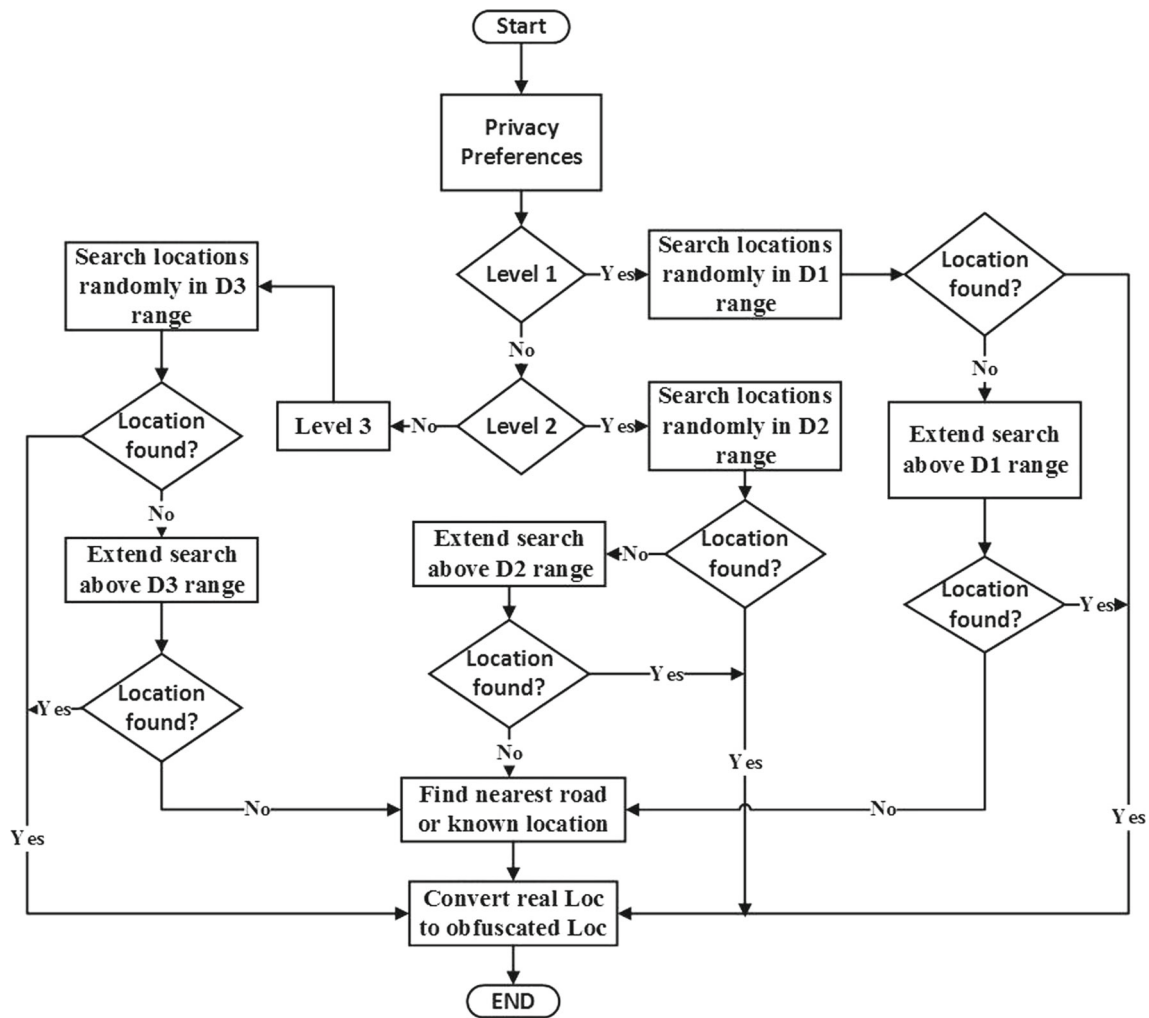 Start
Privacy
Preferences
Level 1
Yes
Search locations
randomly in D1
range
Location
found?
No
Extend search
above D1 range
Location
found?
Yes
No
Yes
No
Level 2
Yes
Search locations
randomly in D2
range
Location
found?
No
Extend search
above D2 range
Location
found?
Yes
No
Yes
No
Level 3
Search locations
randomly in D3
range
Location
found?
No
Extend search
above D3 range
Location
found?
Yes
No
Yes
Find nearest road
or known location
Convert real Loc
to obfuscated Loc
END